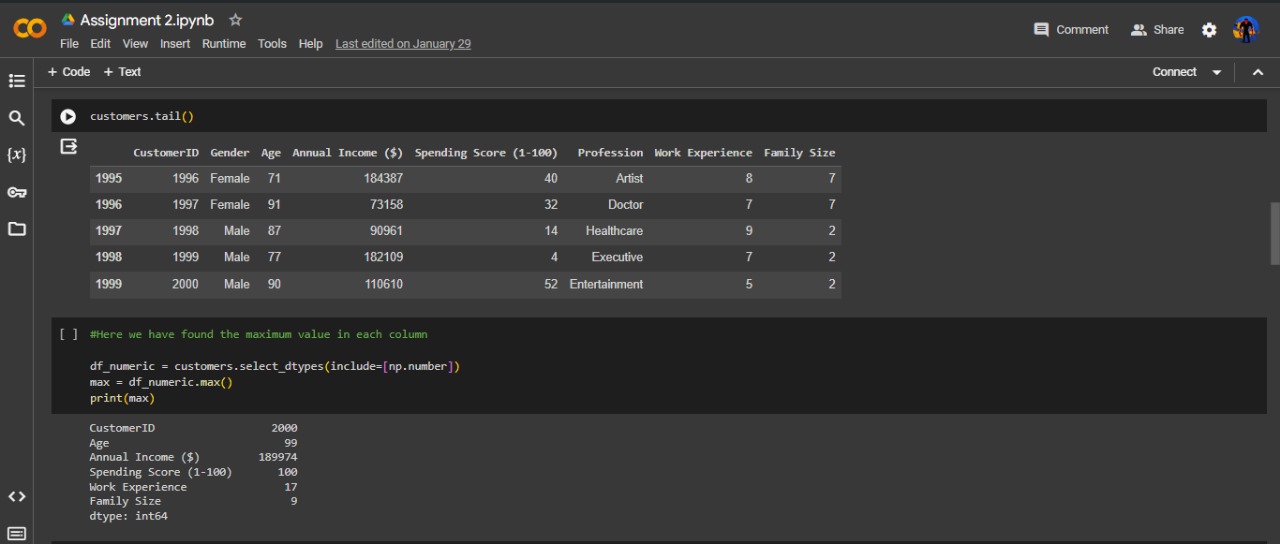 Assignment 2.ipynb
File Edit View Insert Runtime Tools Help Last edited on January 29
Comment Share
+ Code + Text
Connect
customers.tail()
CustomerID Gender Age Annual Income ($) Spending Score (1-100) Profession Work Experience Family Size
1995 1996 Female 71 184387 40 Artist 8 7
1996 1997 Female 91 73158 32 Doctor 7 7
1997 1998 Male 87 90961 14 Healthcare 9 2
1998 1999 Male 77 182109 4 Executive 7 2
1999 2000 Male 90 110610 52 Entertainment 5 2
[ ] #Here we have found the maximum value in each column
df_numeric = customers.select_dtypes(include=[np.number])
max = df_numeric.max()
print(max)
CustomerID 2000
Age 99
Annual Income ($) 189974
Spending Score (1-100) 100
Work Experience 17
Family Size 9
dtype: int64